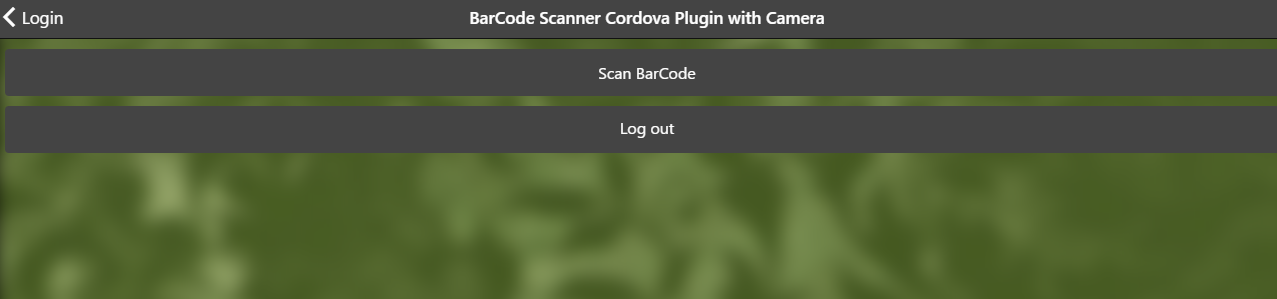 Login
BarCode Scanner Cordova Plugin with Camera
Scan BarCode
Log out